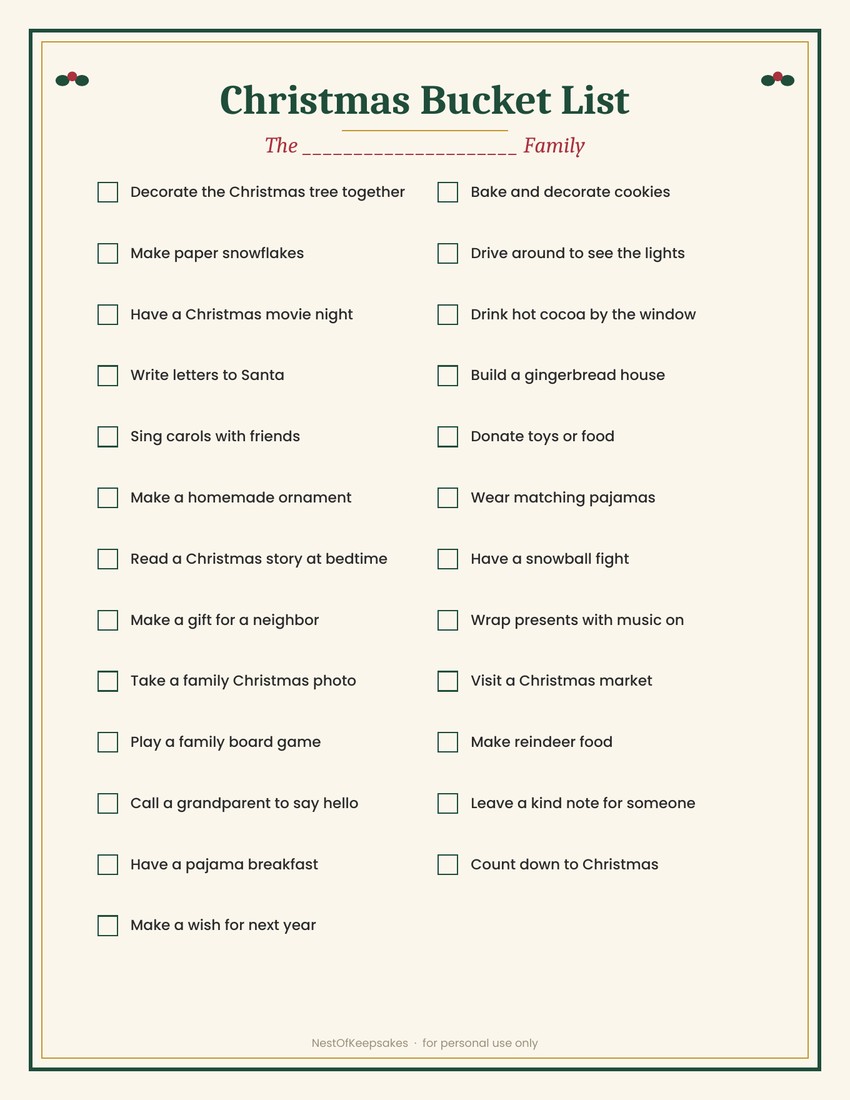 Christmas Bucket List
The _____________________ Family
Decorate the Christmas tree together
Bake and decorate cookies
Make paper snowflakes
Drive around to see the lights
Have a Christmas movie night
Drink hot cocoa by the window
Write letters to Santa
Build a gingerbread house
Sing carols with friends
Donate toys or food
Make a homemade ornament
Wear matching pajamas
Read a Christmas story at bedtime
Have a snowball fight
Make a gift for a neighbor
Wrap presents with music on
Take a family Christmas photo
Visit a Christmas market
Play a family board game
Make reindeer food
Call a grandparent to say hello
Leave a kind note for someone
Have a pajama breakfast
Count down to Christmas
Make a wish for next year
NestOfKeepsakes · for personal use only